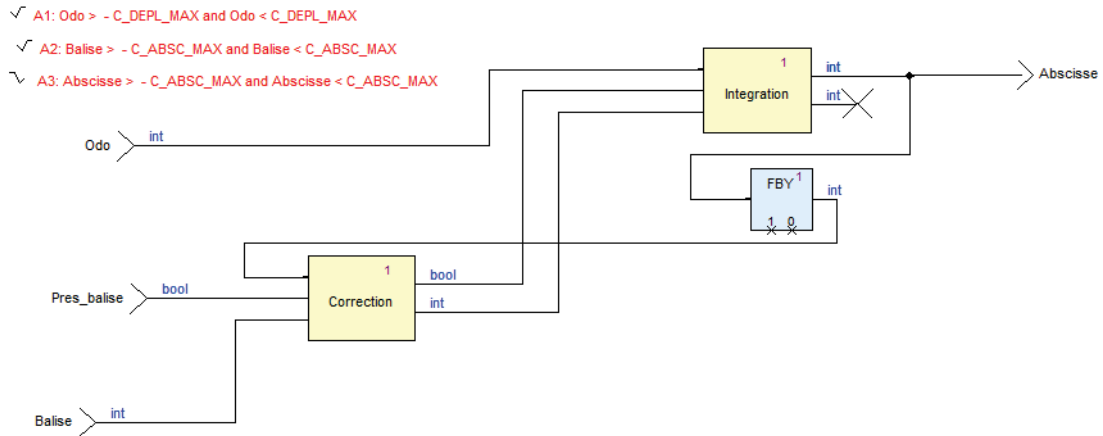 A1: Odo > - C_DEPL_MAX and Odo < C_DEPL_MAX
A2: Balise > - C_ABSC_MAX and Balise < C_ABSC_MAX
A3: Abscisse > - C_ABSC_MAX and Abscisse < C_ABSC_MAX
1
Integration
int
int
Abscisse
Odo
int
FBY
1
int
1 0
1
Correction
bool
int
Pres_balise
bool
Balise
int